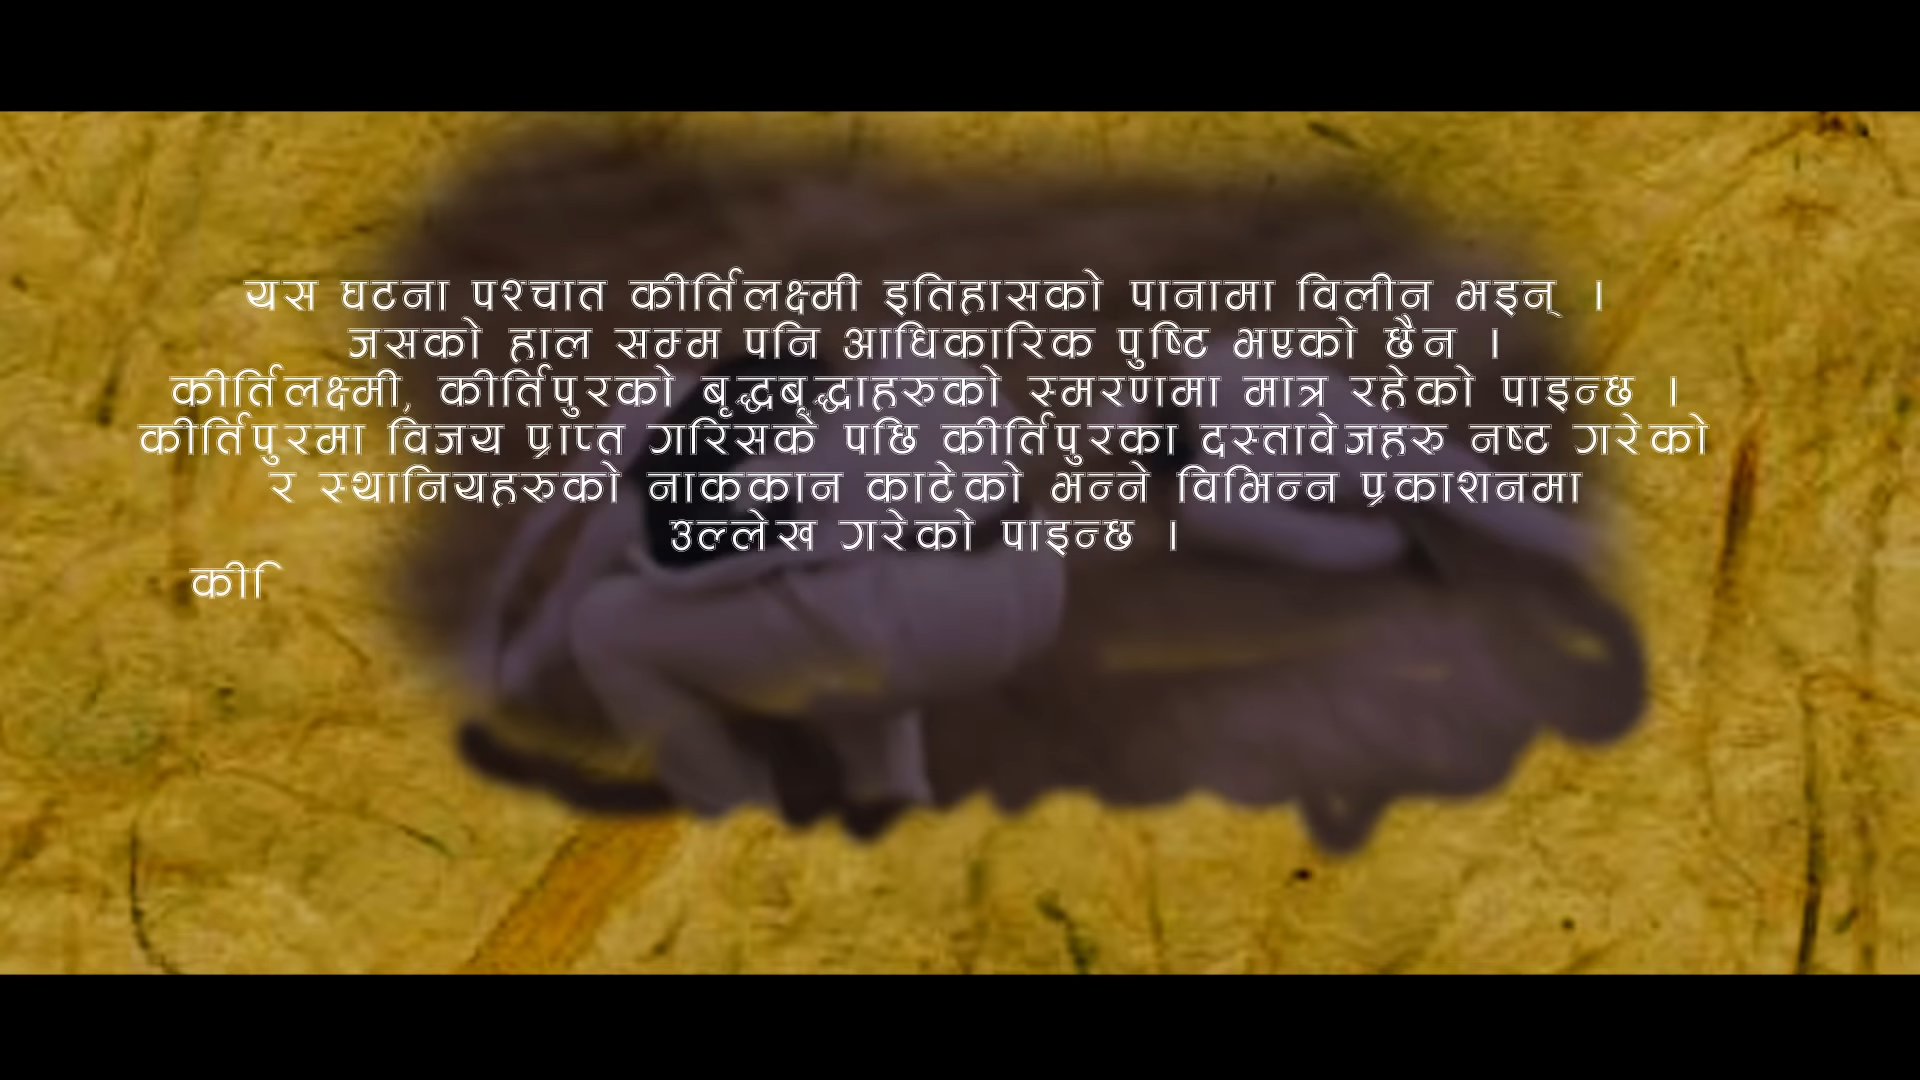 यस घटना पश्चात कीर्तिलक्ष्मी इतिहासको पानामा विलीन भइन् ।
जसको हाल सम्म पनि आधिकारिक पुष्टि भएको छैन ।
कीर्तिलक्ष्मी, कीर्तिपुरको बृद्धबृद्धाहरुको स्मरणमा मात्र रहेको पाइन्छ ।
कीर्तिपुरमा विजय प्राप्त गरिसके पछि कीर्तिपुरका दस्तावेजहरु नष्ट गरेको
र स्थानियहरुको नाककान काटेको भन्ने विभिन्न प्रकाशनमा
उल्लेख गरेको पाइन्छ ।
कीि